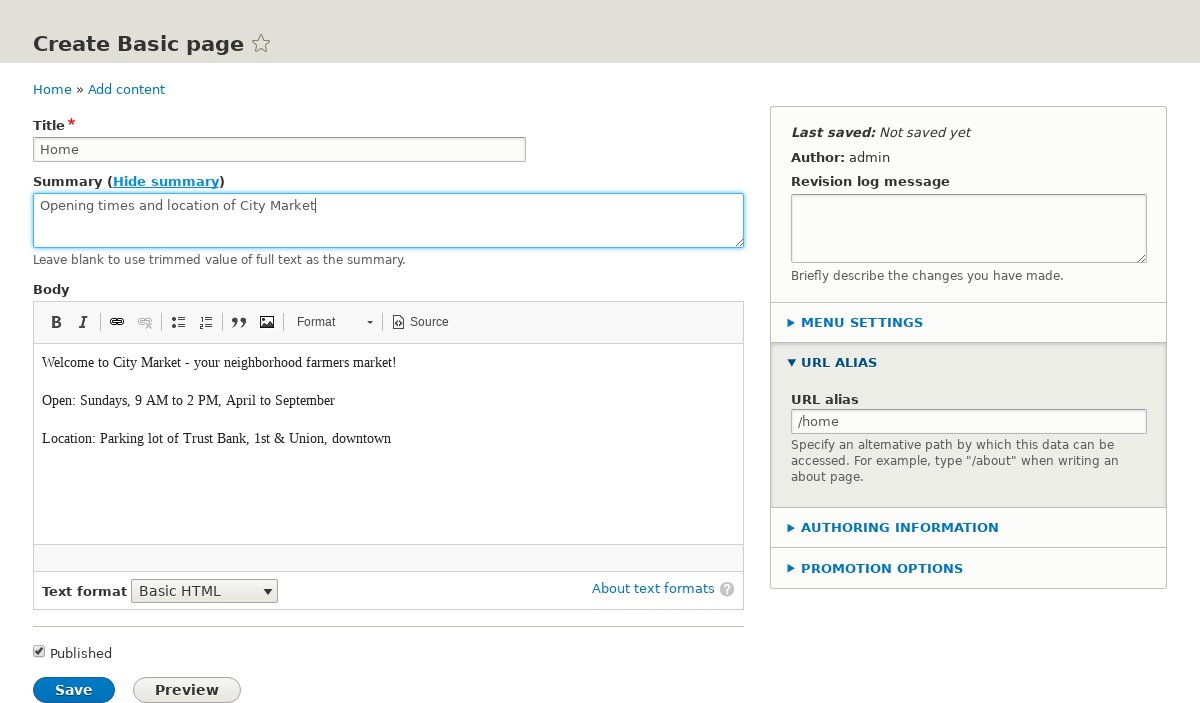 Create Basic page
Home » Add content
Title*
Home
Summary (Hide summary)
Opening times and location of City Market
Leave blank to use trimmed value of full text as the summary.
Body
B I Format Source
Welcome to City Market - your neighborhood farmers market!
Open: Sundays, 9 AM to 2 PM, April to September
Location: Parking lot of Trust Bank, 1st & Union, downtown
Text format Basic HTML About text formats ?
Published
Save Preview
Last saved: Not saved yet
Author: admin
Revision log message
Briefly describe the changes you have made.
MENU SETTINGS
URL ALIAS
URL alias
/home
Specify an alternative path by which this data can be
accessed. For example, type "/about" when writing an
about page.
AUTHORING INFORMATION
PROMOTION OPTIONS